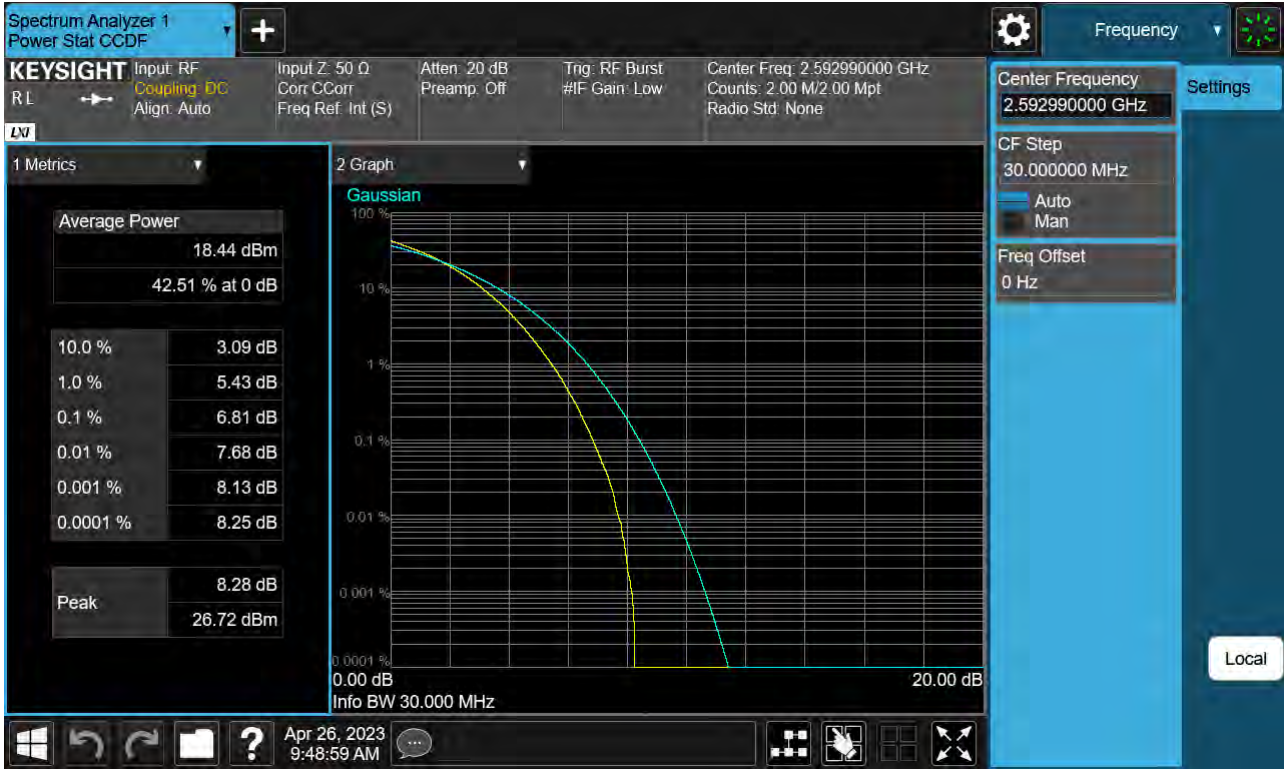 Spectrum Analyzer 1
Power Stat CCDF
+
Frequency
KEYSIGHT
RL
LXI
Input: RF
Coupling: DC
Align: Auto
Input Z: 50 Ω
Corr CCorr
Freq Ref: Int (S)
Atten: 20 dB
Preamp: Off
Trig: RF Burst
#IF Gain: Low
Center Freq: 2.592990000 GHz
Counts: 2.00 M/2.00 Mpt
Radio Std: None
1 Metrics
Average Power
18.44 dBm
42.51 % at 0 dB
10.0 % 3.09 dB
1.0 % 5.43 dB
0.1 % 6.81 dB
0.01 % 7.68 dB
0.001 % 8.13 dB
0.0001 % 8.25 dB
Peak
8.28 dB
26.72 dBm
2 Graph
Gaussian
100 %
10 %
1 %
0.1 %
0.01 %
0.001 %
0.0001 %
0.00 dB 20.00 dB
Info BW 30.000 MHz
Center Frequency
2.592990000 GHz
CF Step
30.000000 MHz
Auto
Man
Freq Offset
0 Hz
Settings
Local
?
Apr 26, 2023
9:48:59 AM